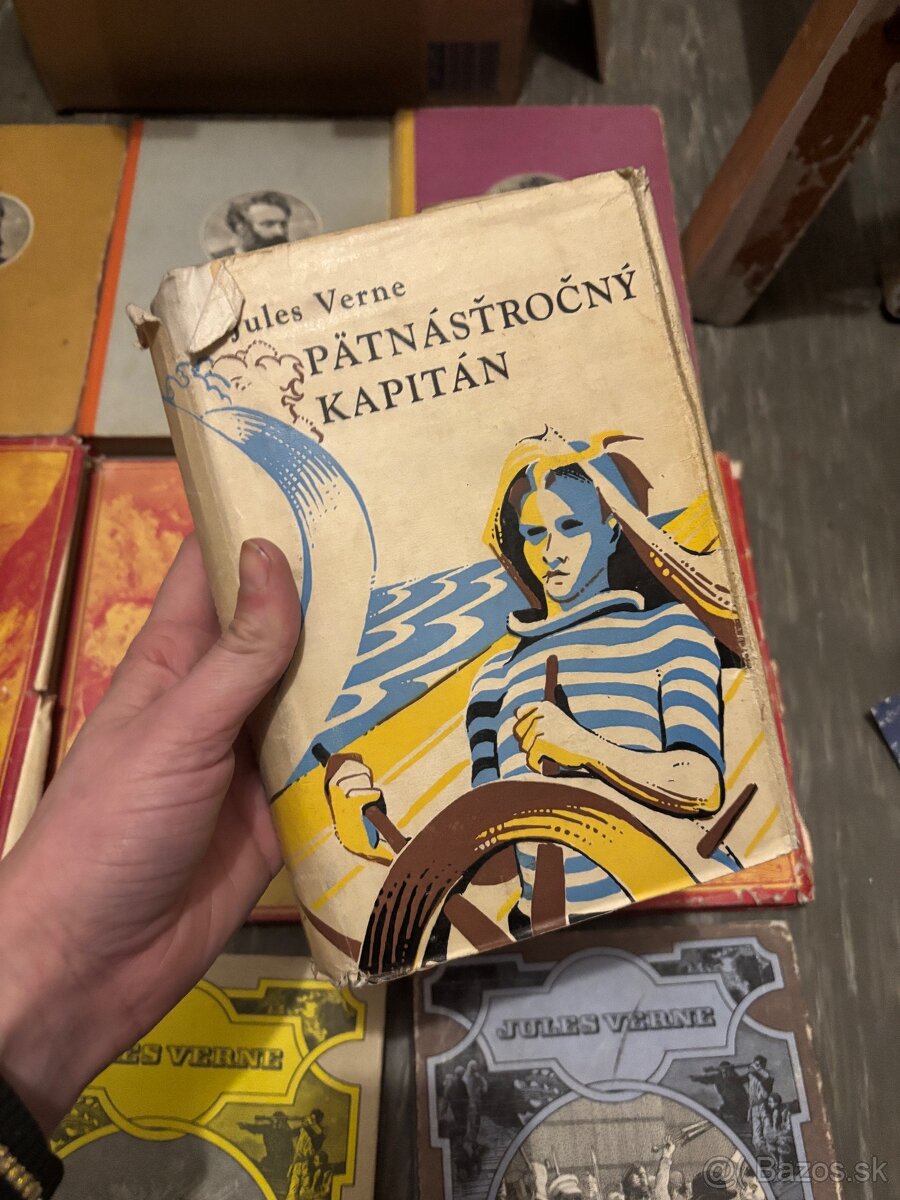 Jules Verne
PÄTNÁSŤROČNÝ
KAPITÁN
ES VERNE
JULES VERNE
@ Bazos.sk